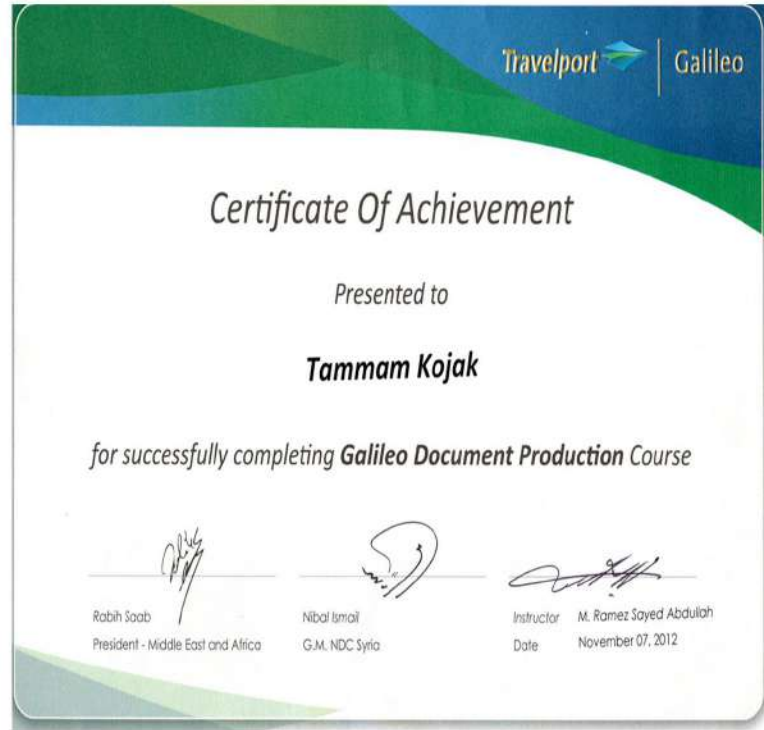 Travelport | Galileo
Certificate Of Achievement
Presented to
Tammam Kojak
for successfully completing Galileo Document Production Course
Rabih Saab
President - Middle East and Africa
Nibal Ismail
G.M. NDC Syria
Instructor M. Ramez Sayed Abdullah
Date November 07, 2012